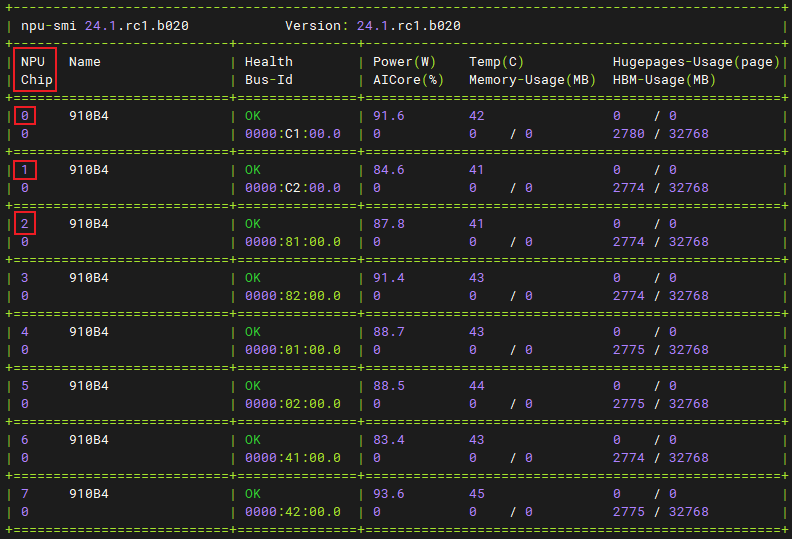 npu-smi 24.1.rc1.b020 Version: 24.1.rc1.b020
NPU Name | Health | Power(W) Temp(C) Hugepages-Usage(page)
Chip | Bus-Id | AICore(%) Memory-Usage(MB) HBM-Usage(MB)
0 910B4 | OK | 91.6 42 0 / 0
0 | 0000:C1:00.0 | 0 0 / 0 2780 / 32768
1 910B4 | OK | 84.6 41 0 / 0
0 | 0000:C2:00.0 | 0 0 / 0 2774 / 32768
2 910B4 | OK | 87.8 41 0 / 0
0 | 0000:81:00.0 | 0 0 / 0 2774 / 32768
3 910B4 | OK | 91.4 43 0 / 0
0 | 0000:82:00.0 | 0 0 / 0 2774 / 32768
4 910B4 | OK | 88.7 43 0 / 0
0 | 0000:01:00.0 | 0 0 / 0 2775 / 32768
5 910B4 | OK | 88.5 44 0 / 0
0 | 0000:02:00.0 | 0 0 / 0 2775 / 32768
6 910B4 | OK | 83.4 43 0 / 0
0 | 0000:41:00.0 | 0 0 / 0 2774 / 32768
7 910B4 | OK | 93.6 45 0 / 0
0 | 0000:42:00.0 | 0 0 / 0 2775 / 32768